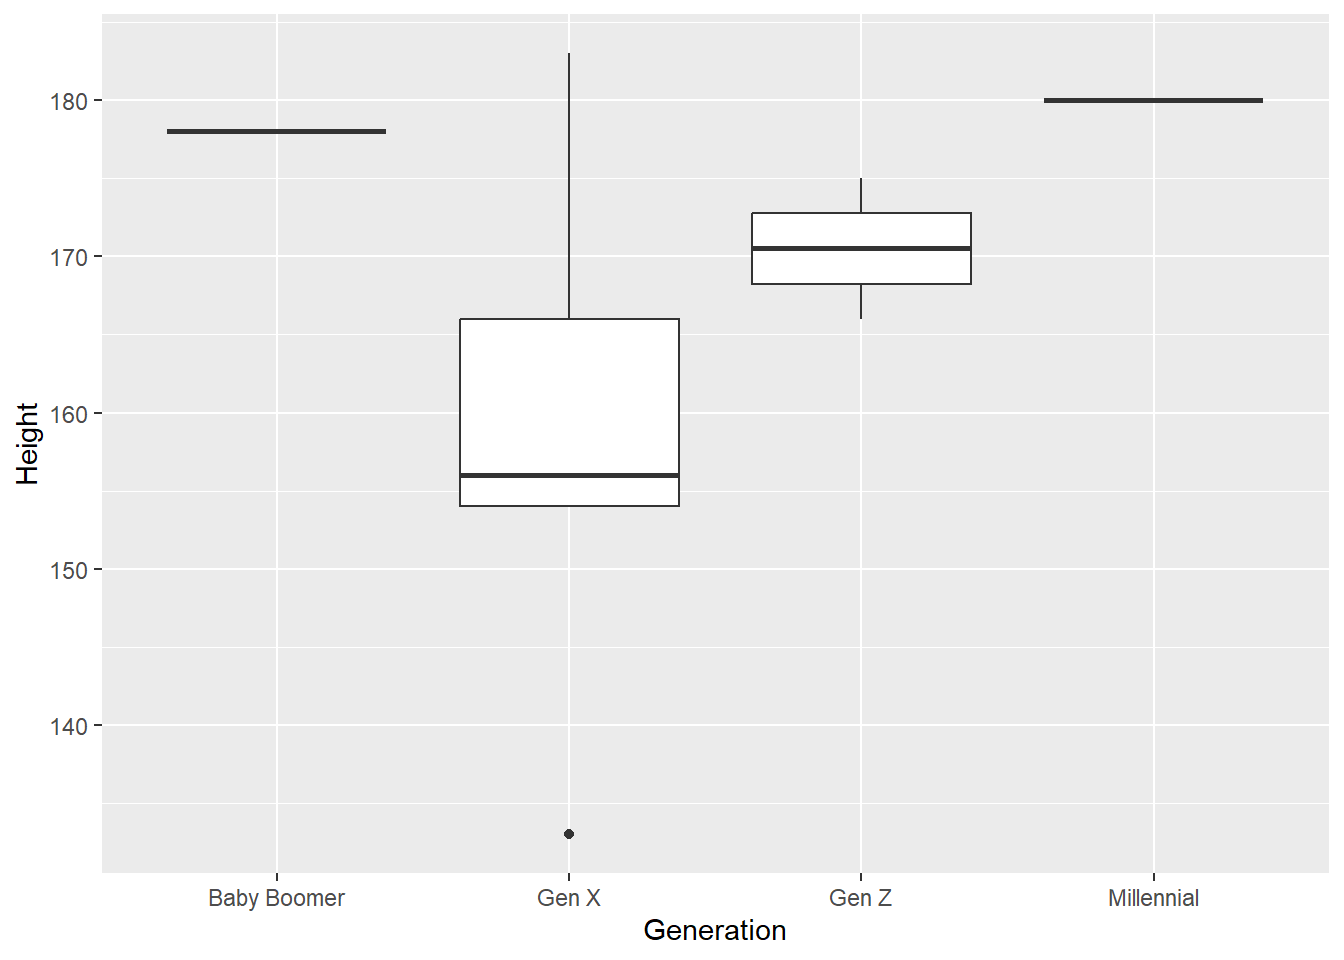 Height
180
170
160
150
140
Baby Boomer
Gen X
Gen Z
Millennial
Generation